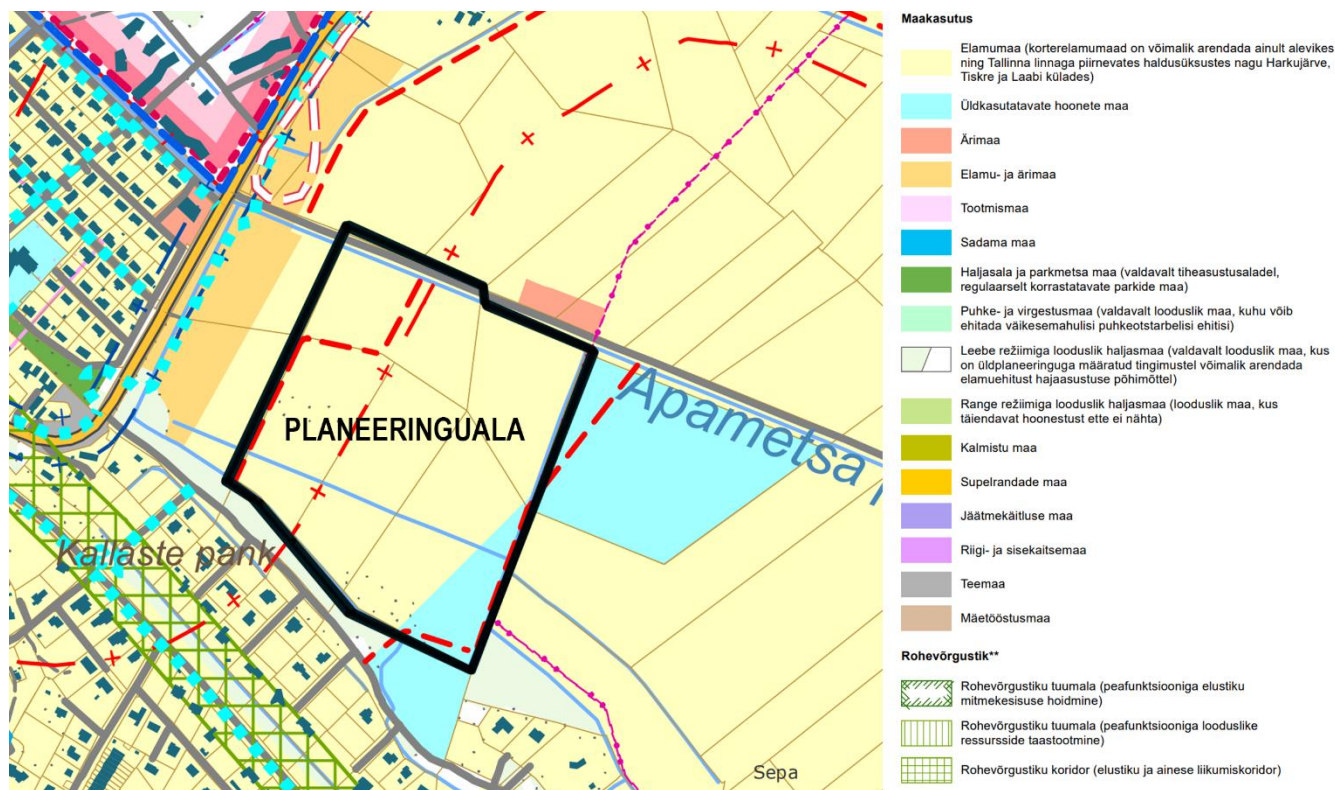 PLANEERINGUALA
Apametsa
Kallaste pank
Sepa
Maakasutus
Elamumaa (korterelamumaad on võimalik arendada ainult alevikes
ning Tallinna linnaga piirnevates haldusüksustes nagu Harkujärve,
Tiskre ja Laabi külades)
Üldkasutatavate hoonete maa
Ärimaa
Elamu- ja ärimaa
Tootmismaa
Sadama maa
Haljasala ja parkmetsa maa (valdavalt tiheasustusaladel,
regulaarselt korrastatavate parkide maa)
Puhke- ja virgestusmaa (valdavalt looduslik maa, kuhu võib
ehitada väikesemahulisi puhkeotstarbelisi ehitisi)
Leebe režiimiga looduslik haljasmaa (valdavalt looduslik maa, kus
on üldplaneeringuga määratud tingimustel võimalik arendada
elamuehitust hajaasustuse põhimõttel)
Range režiimiga looduslik haljasmaa (looduslik maa, kus
täiendavat hoonestust ette ei nähta)
Kalmistu maa
Supelrandade maa
Jäätmekäitluse maa
Riigi- ja sisekaitsemaa
Teemaa
Mäetööstusmaa
Rohevõrgustik**
Rohevõrgustiku tuumala (peafunktsiooniga elustiku
mitmekesisuse hoidmine)
Rohevõrgustiku tuumala (peafunktsiooniga looduslike
ressursside taastootmine)
Rohevõrgustiku koridor (elustiku ja ainese liikumiskoridor)